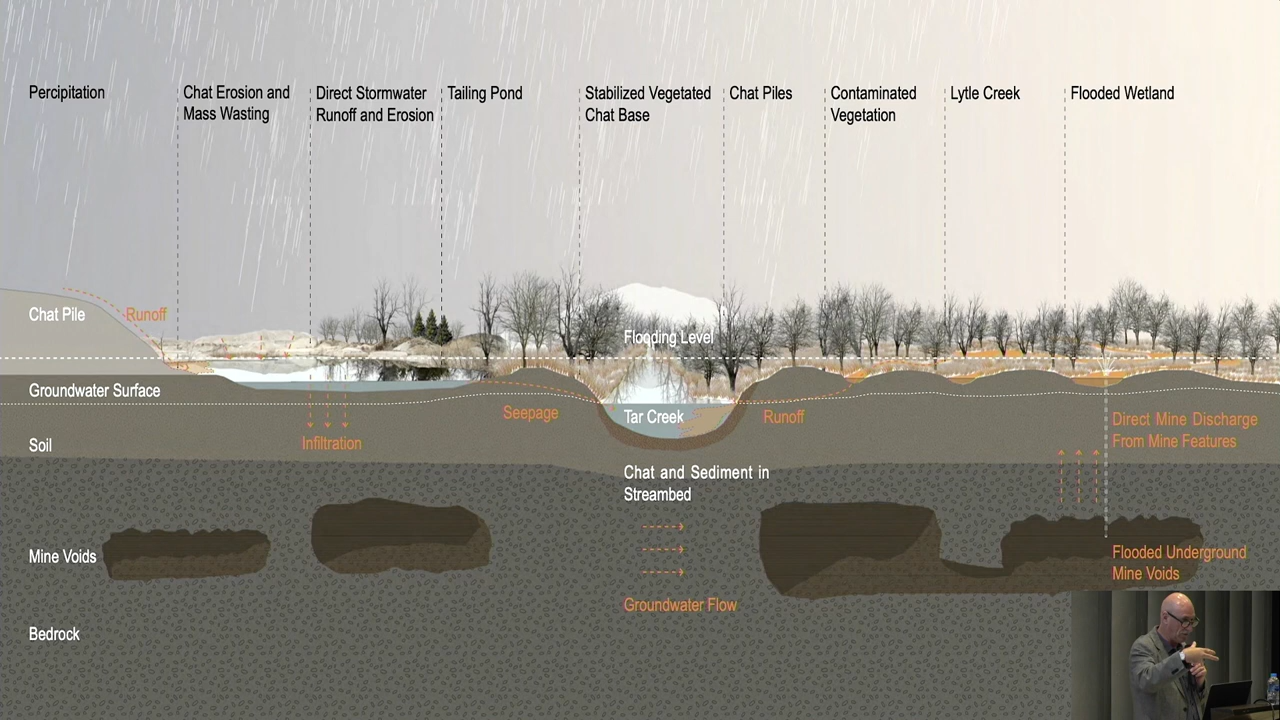 Percipitation
Chat Erosion and
Mass Wasting
Direct Stormwater
Runoff and Erosion
Tailing Pond
Stabilized Vegetated
Chat Base
Chat Piles
Contaminated
Vegetation
Lytle Creek
Flooded Wetland
Chat Pile
Runoff
Flooding Level
Groundwater Surface
Seepage
Tar Creek
Runoff
Direct Mine Discharge
From Mine Features
Soil
Infiltration
Chat and Sediment in
Streambed
Mine Voids
Flooded Underground
Mine Voids
Groundwater Flow
Bedrock